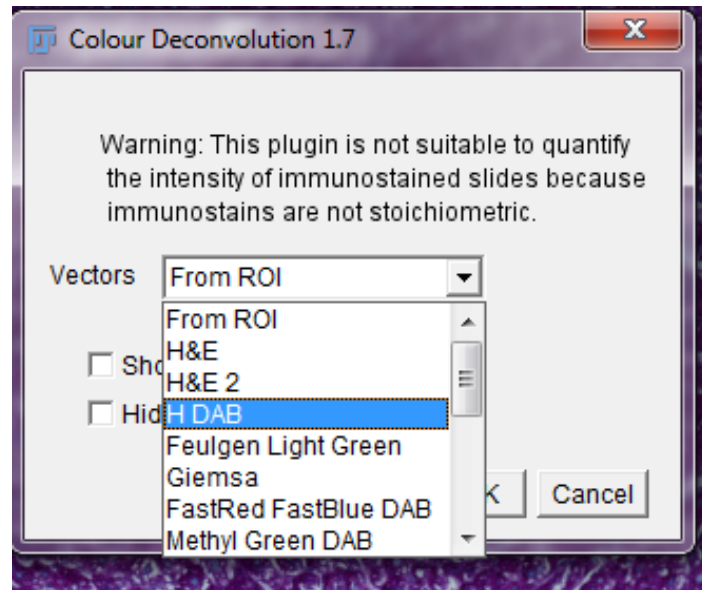 Colour Deconvolution 1.7
Warning: This plugin is not suitable to quantify
the intensity of immunostained slides because
immunostains are not stoichiometric.
Vectors From ROI
From ROI
H&E
H&E 2
H DAB
Feulgen Light Green
Giemsa
FastRed FastBlue DAB
Methyl Green DAB
Cancel